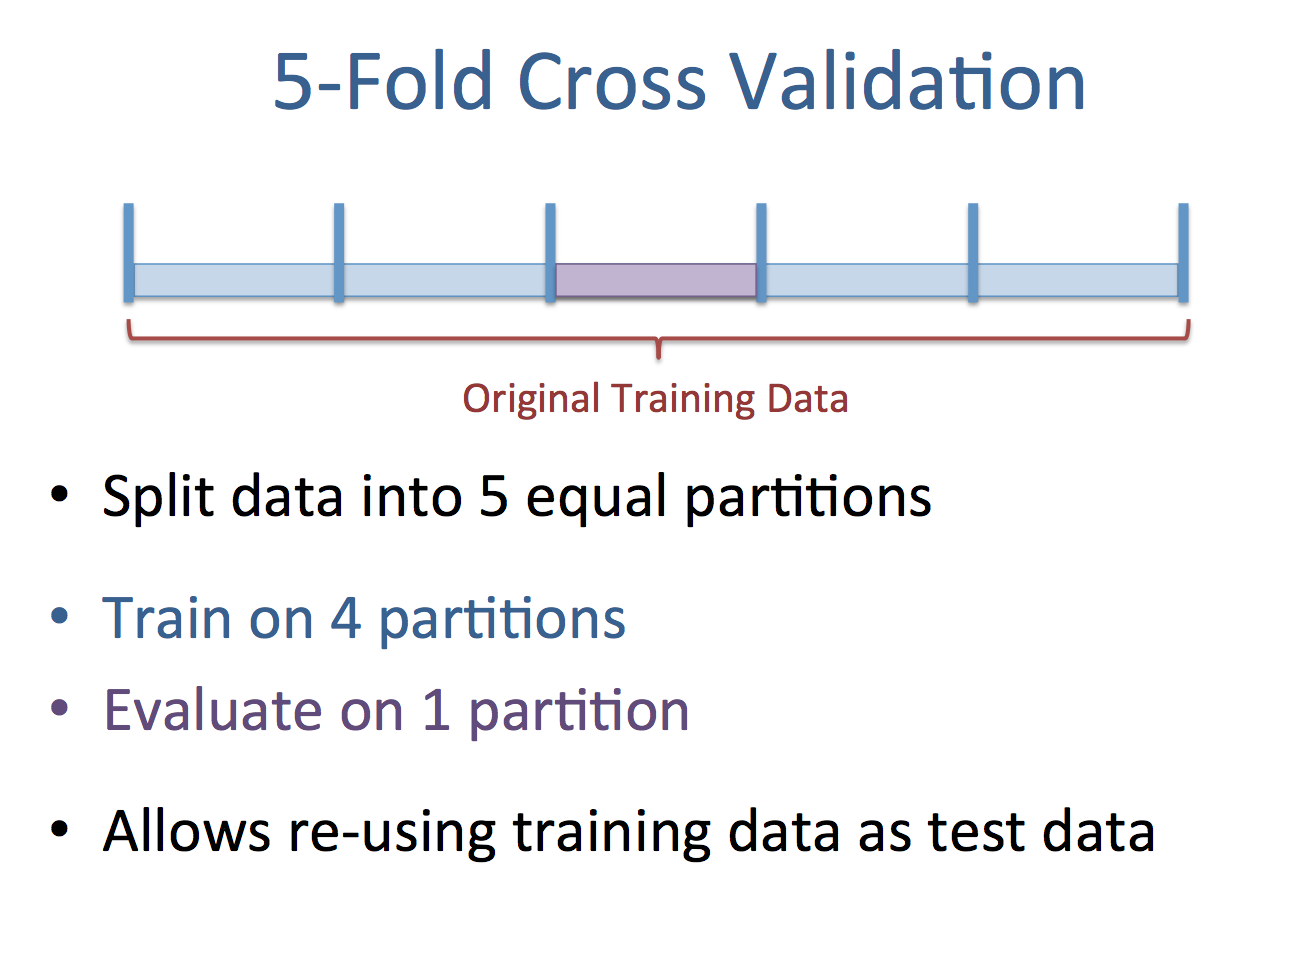 5-Fold Cross Validation
Original Training Data
• Split data into 5 equal partitions
• Train on 4 partitions
• Evaluate on 1 partition
• Allows re-using training data as test data